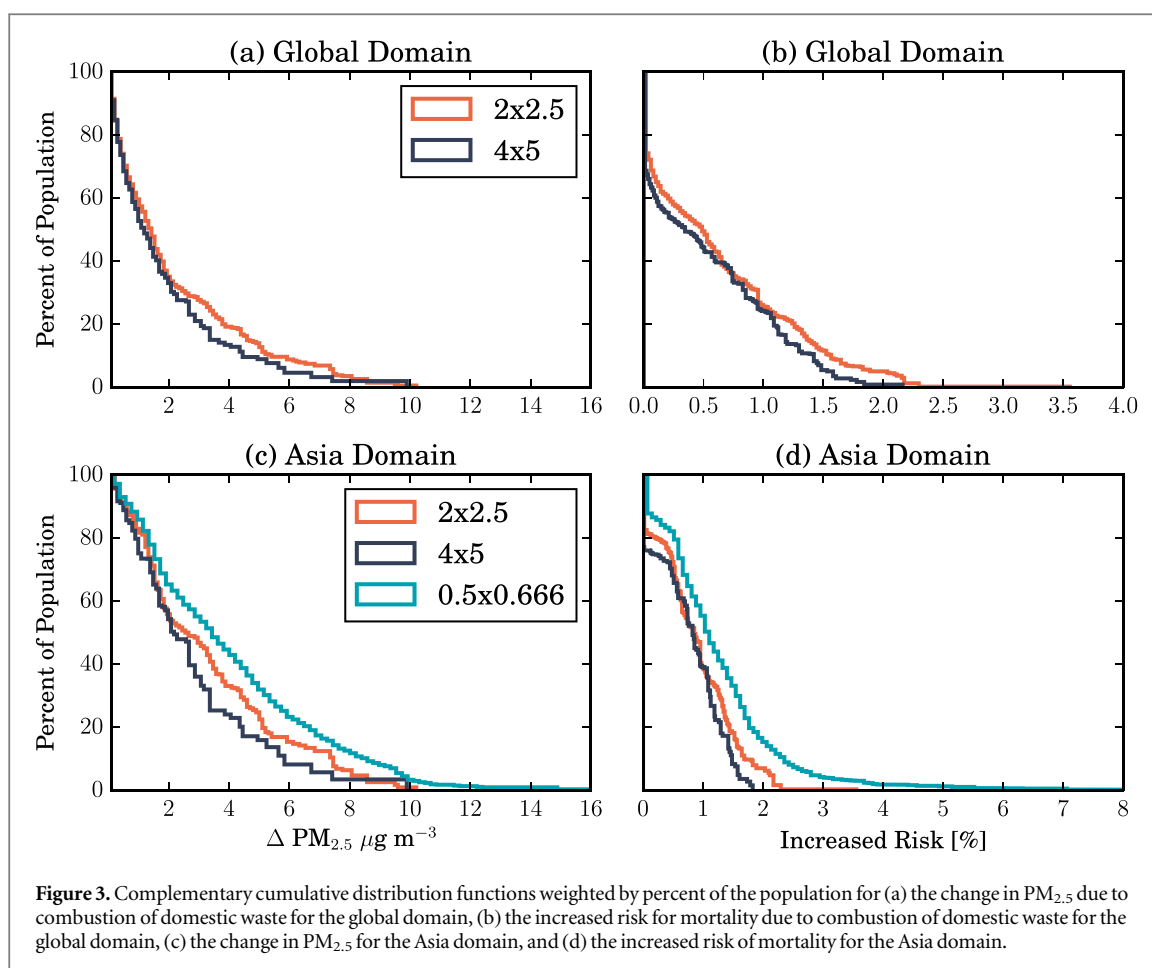 (a) Global Domain
(b) Global Domain
100
80
60
40
20
0
Percent of Population
2x2.5
4x5
2 4 6 8 10 12 14 16
0.0 0.5 1.0 1.5 2.0 2.5 3.0 3.5 4.0
(c) Asia Domain
(d) Asia Domain
100
80
60
40
20
0
Percent of Population
2x2.5
4x5
0.5x0.666
2 4 6 8 10 12 14 16
0 1 2 3 4 5 6 7 8
Δ PM₂.₅ μg m⁻³
Increased Risk [%]
Figure 3. Complementary cumulative distribution functions weighted by percent of the population for (a) the change in PM₂.₅ due to
combustion of domestic waste for the global domain, (b) the increased risk for mortality due to combustion of domestic waste for the
global domain, (c) the change in PM₂.₅ for the Asia domain, and (d) the increased risk of mortality for the Asia domain.